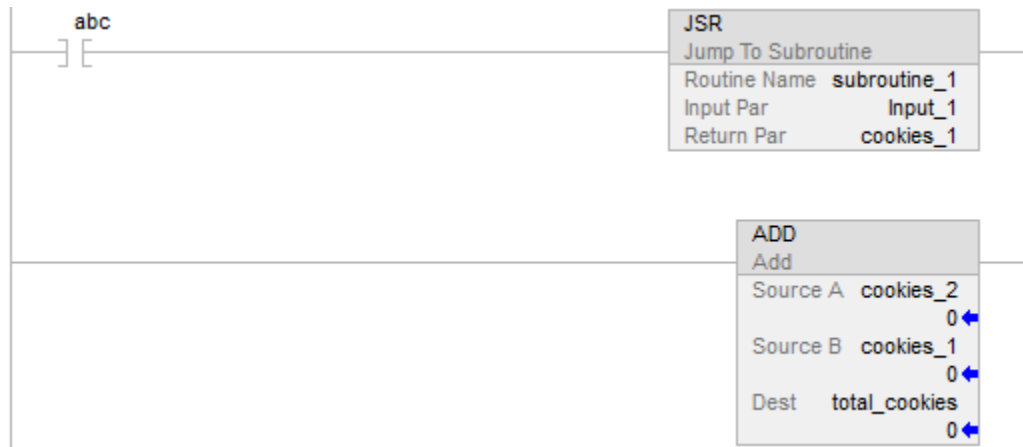 abc
JSR
Jump To Subroutine
Routine Name subroutine_1
Input Par Input_1
Return Par cookies_1
ADD
Add
Source A cookies_2
0
Source B cookies_1
0
Dest total_cookies
0